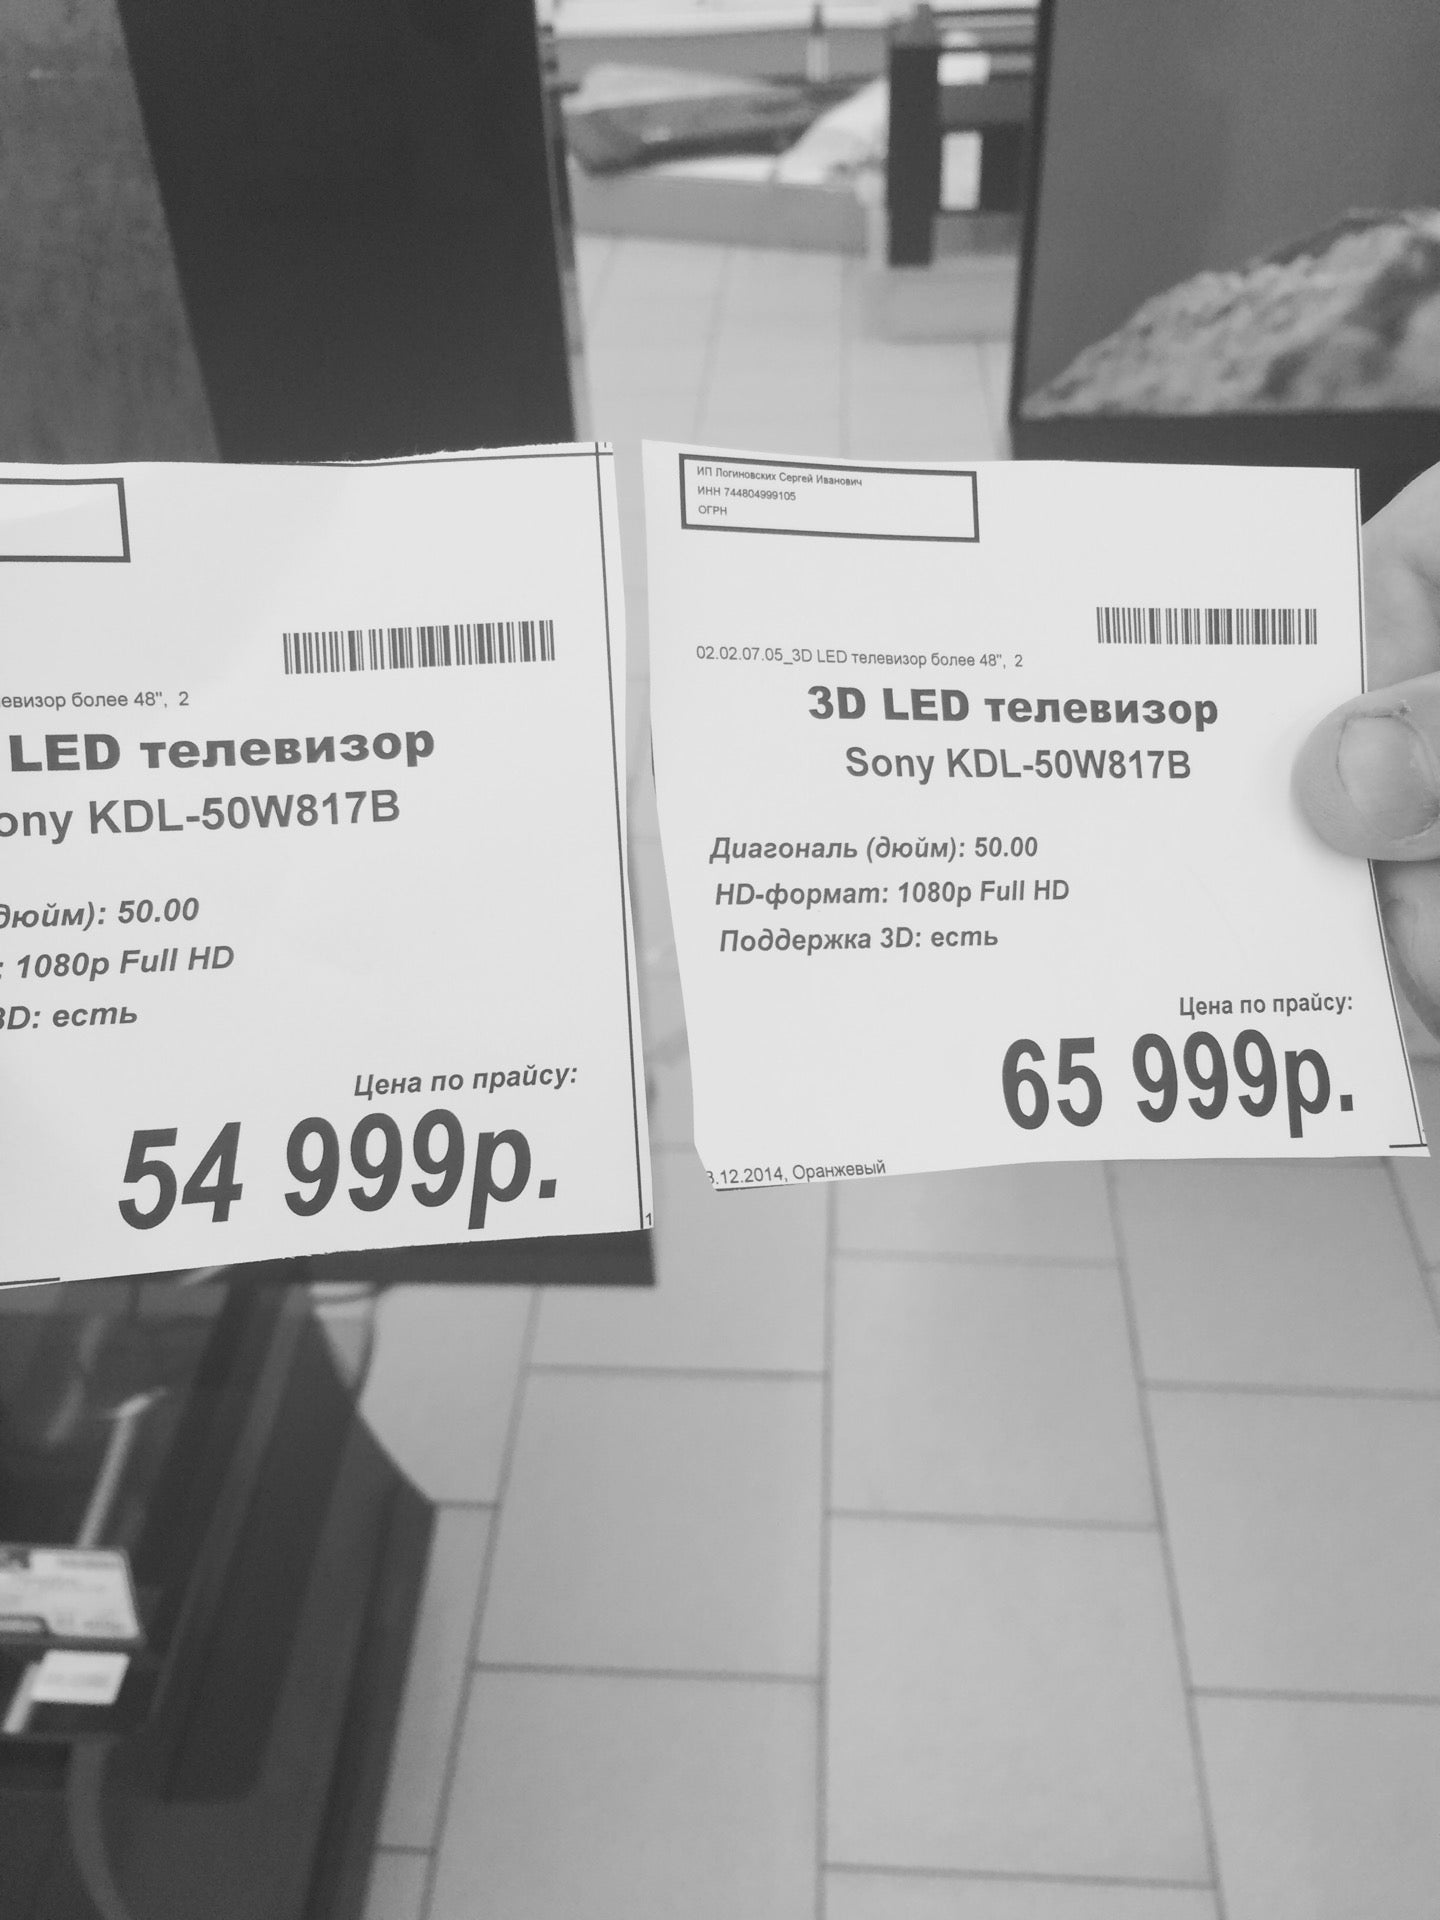 евизор более 48", 2
LED телевизор
ony KDL-50W817B
дюйм): 50.00
: 1080p Full HD
3D: есть
Цена по прайсу:
54 999р.
1
ИП Логиновских Сергей Иванович
ИНН 744804999105
ОГРН
02.02.07.05_3D LED телевизор более 48", 2
3D LED телевизор
Sony KDL-50W817B
Диагональ (дюйм): 50.00
HD-формат: 1080p Full HD
Поддержка 3D: есть
Цена по прайсу:
65 999р.
3.12.2014, Оранжевый